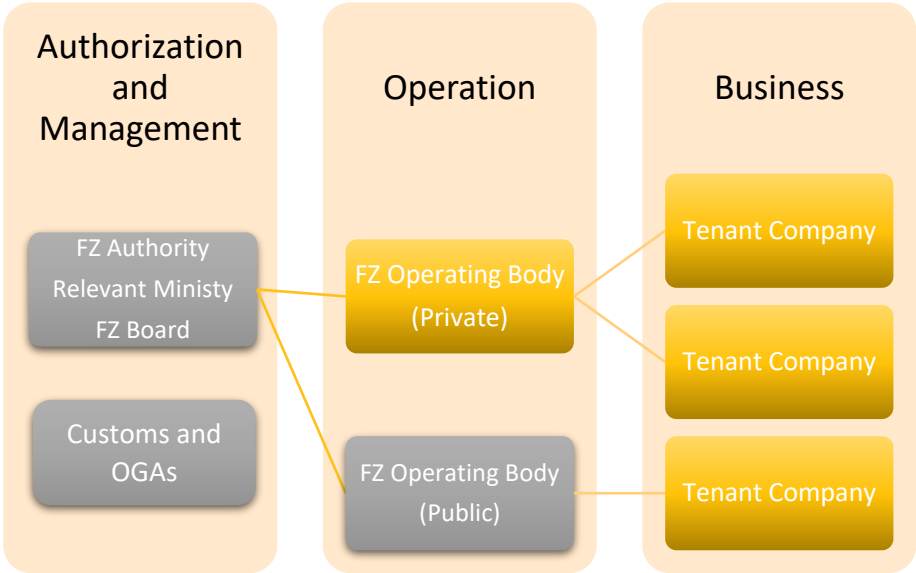 Authorization
and
Management
FZ Authority
Relevant Ministy
FZ Board
Customs and
OGAs
Operation
FZ Operating Body
(Private)
FZ Operating Body
(Public)
Business
Tenant Company
Tenant Company
Tenant Company